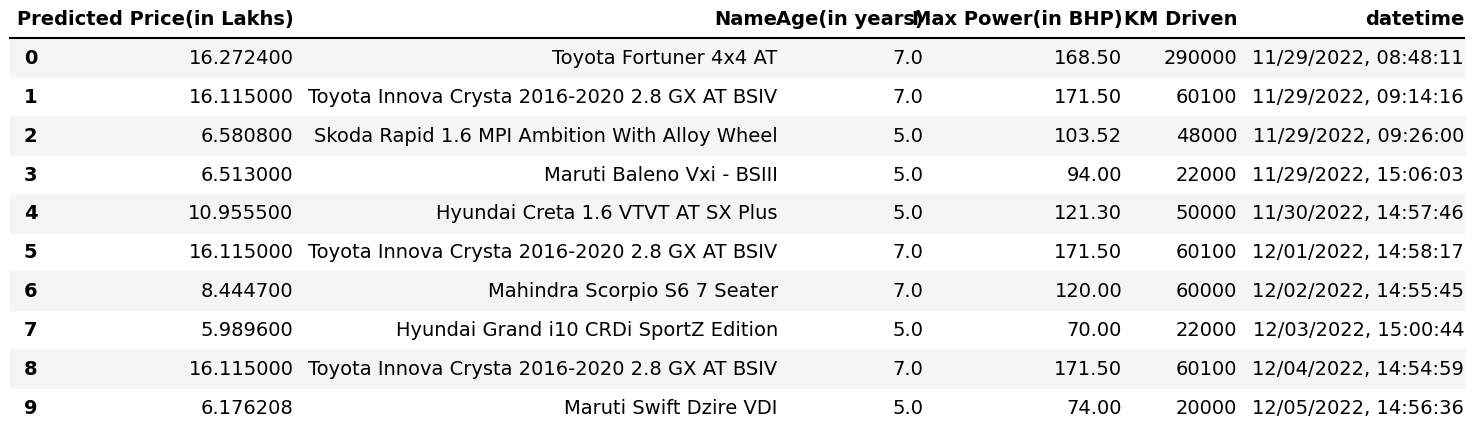 Predicted Price(in Lakhs) Name Age(in years) Max Power(in BHP) KM Driven datetime
0 16.272400 Toyota Fortuner 4x4 AT 7.0 168.50 290000 11/29/2022, 08:48:11
1 16.115000 Toyota Innova Crysta 2016-2020 2.8 GX AT BSIV 7.0 171.50 60100 11/29/2022, 09:14:16
2 6.580800 Skoda Rapid 1.6 MPI Ambition With Alloy Wheel 5.0 103.52 48000 11/29/2022, 09:26:00
3 6.513000 Maruti Baleno Vxi - BSIII 5.0 94.00 22000 11/29/2022, 15:06:03
4 10.955500 Hyundai Creta 1.6 VTVT AT SX Plus 5.0 121.30 50000 11/30/2022, 14:57:46
5 16.115000 Toyota Innova Crysta 2016-2020 2.8 GX AT BSIV 7.0 171.50 60100 12/01/2022, 14:58:17
6 8.444700 Mahindra Scorpio S6 7 Seater 7.0 120.00 60000 12/02/2022, 14:55:45
7 5.989600 Hyundai Grand i10 CRDi SportZ Edition 5.0 70.00 22000 12/03/2022, 15:00:44
8 16.115000 Toyota Innova Crysta 2016-2020 2.8 GX AT BSIV 7.0 171.50 60100 12/04/2022, 14:54:59
9 6.176208 Maruti Swift Dzire VDI 5.0 74.00 20000 12/05/2022, 14:56:36